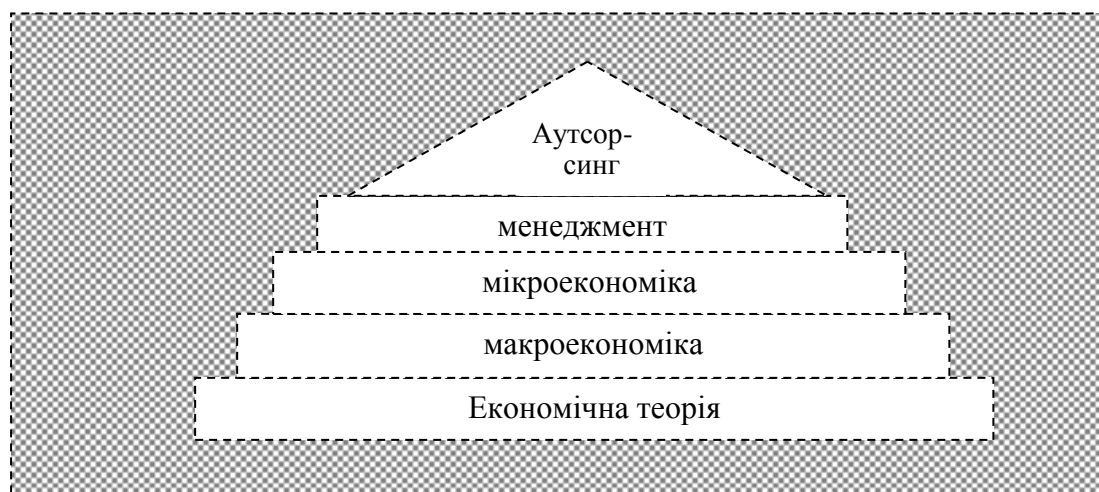 Аутсор-
синг
менеджмент
мікроекономіка
макроекономіка
Економічна теорія